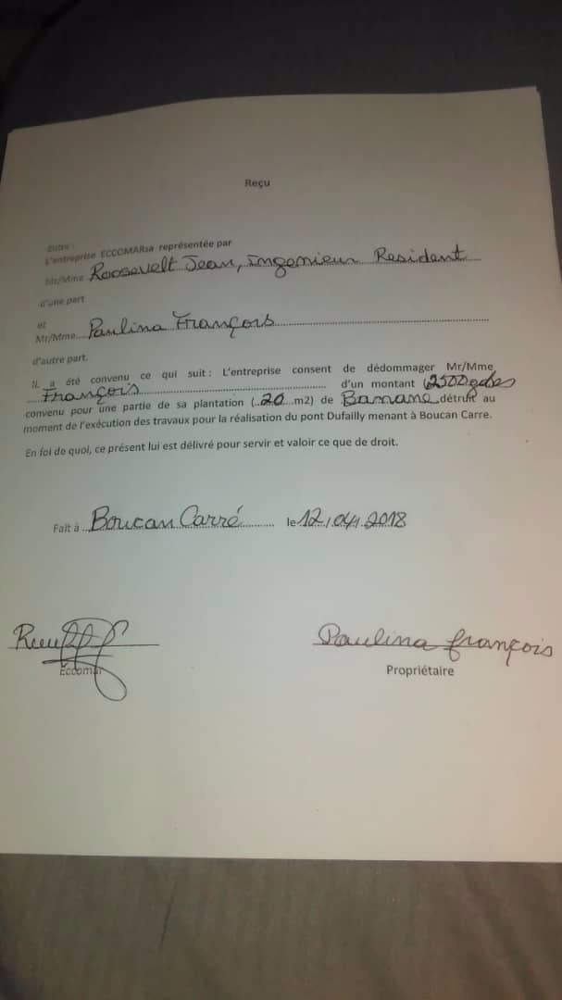 Reçu
Entre :
L'entreprise ECCOMARsa représentée par
Mr/Mme Roosevelt Jean, Ingenieur Resident
d'une part
et
Mr/Mme Paulina François
d'autre part.
IL a été convenu ce qui suit : L'entreprise consent de dédommager Mr/Mme
François d'un montant (2500gdes
convenu pour une partie de sa plantation (..20...m2) de Banane détruit au
moment de l'exécution des travaux pour la réalisation du pont Dufailly menant à Boucan Carre.
En foi de quoi, ce présent lui est délivré pour servir et valoir ce que de droit.
Fait à ..Boucan Carré........... le 12/04/2018
Paulina françois
Eccomar
Propriétaire